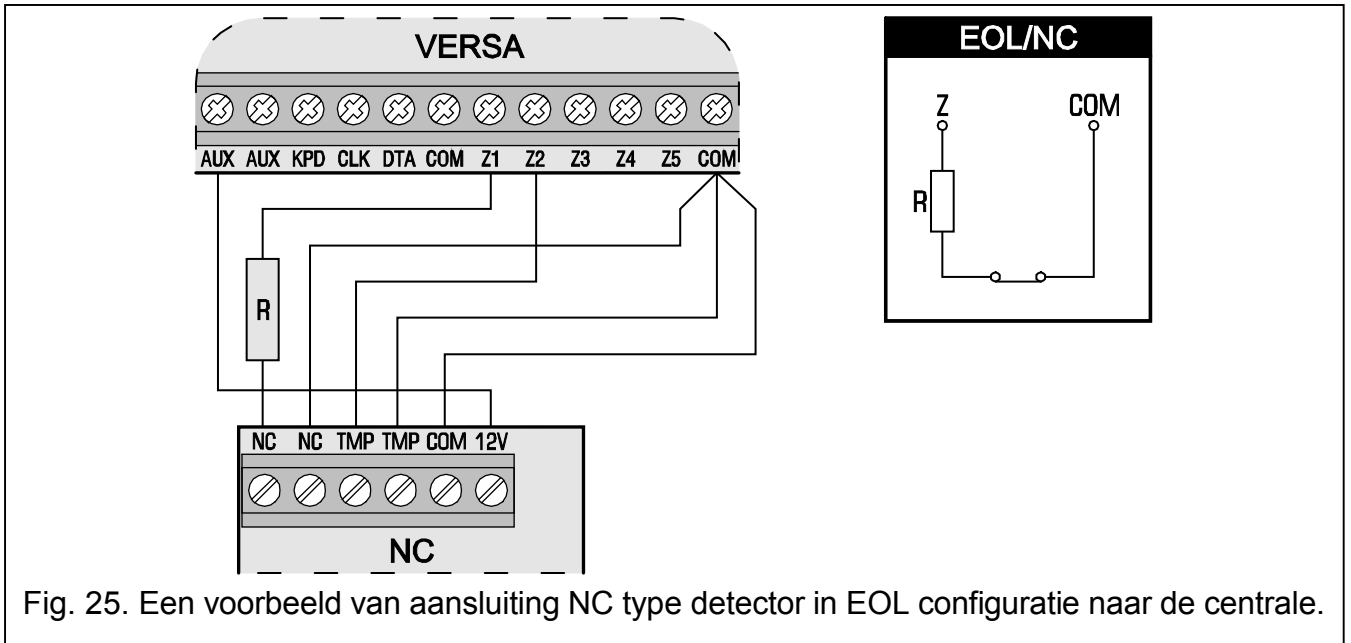 VERSA
AUX AUX KPD CLK DTA COM Z1 Z2 Z3 Z4 Z5 COM
R
NC NC TMP TMP COM 12V
NC
EOL/NC
Z COM
R
Fig. 25. Een voorbeeld van aansluiting NC type detector in EOL configuratie naar de centrale.